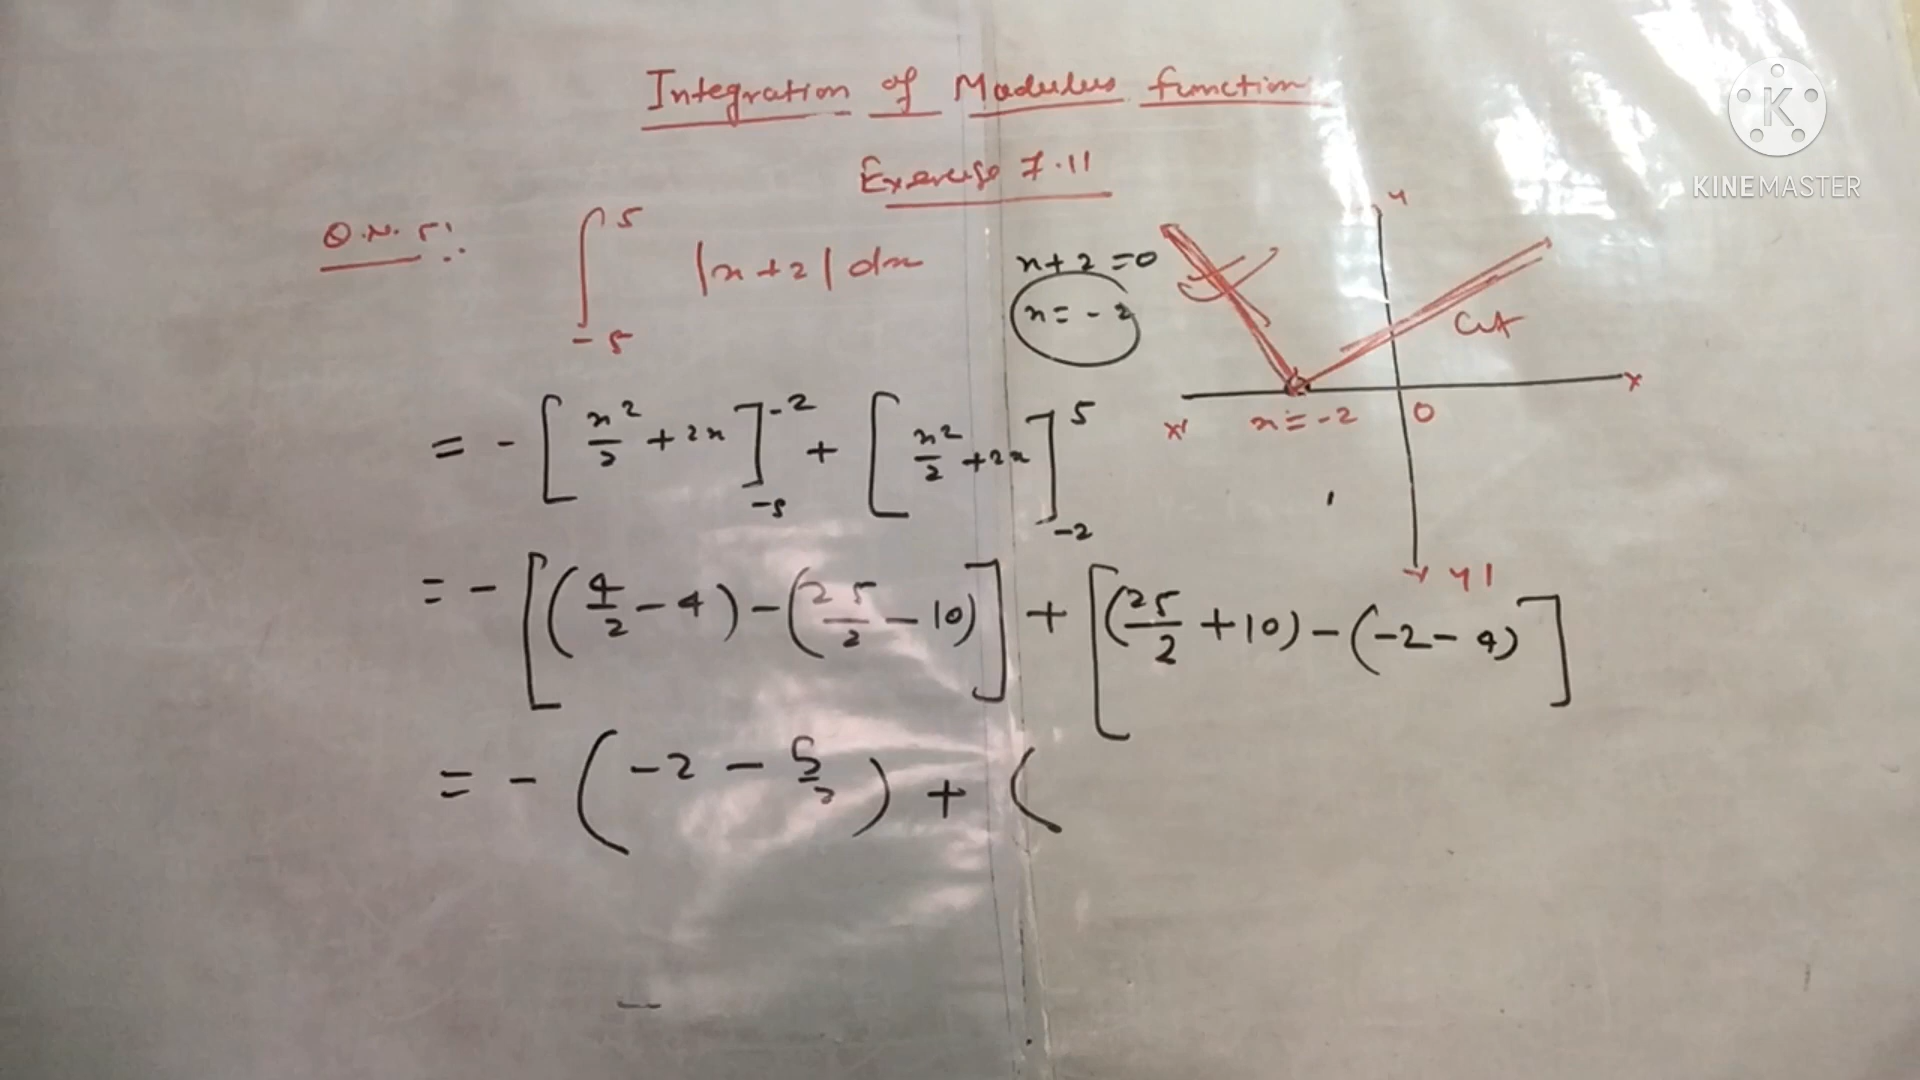 Integration of Modulus function
Exercise 7.11
Q.N. 5:
∫_{-5}^{5} |x+2| dx
x+2=0
x=-2
y
x
x'
x=-2
0
y'
= - [x²/2 + 2x]_{-5}^{-2} + [x²/2 + 2x]_{-2}^{5}
= - [(4/2 - 4) - (25/2 - 10)] + [(25/2 + 10) - (-2 - 4)]
= - (-2 - 5/2) + (
K
KINEMASTER